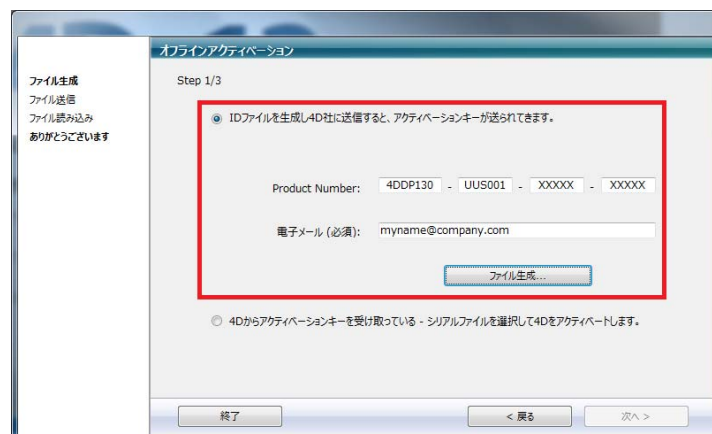 オフラインアクティベーション
ファイル生成
ファイル送信
ファイル読み込み
ありがとうございます
Step 1/3
IDファイルを生成し4D社に送信すると、アクティベーションキーが送られてきます。
Product Number: 4DDP130 - UUS001 - XXXXX - XXXXX
電子メール (必須): myname@company.com
ファイル生成...
4Dからアクティベーションキーを受け取っている - シリアルファイルを選択して4Dをアクティベートします。
終了
< 戻る
次へ >